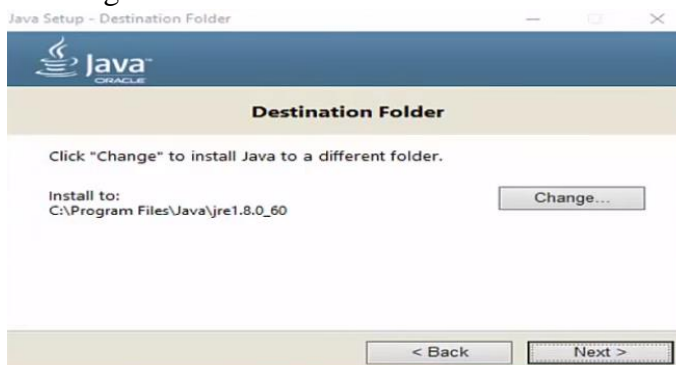 Java Setup - Destination Folder
Java
ORACLE
Destination Folder
Click "Change" to install Java to a different folder.
Install to:
C:\Program Files\Java\jre1.8.0_60
Change...
< Back
Next >